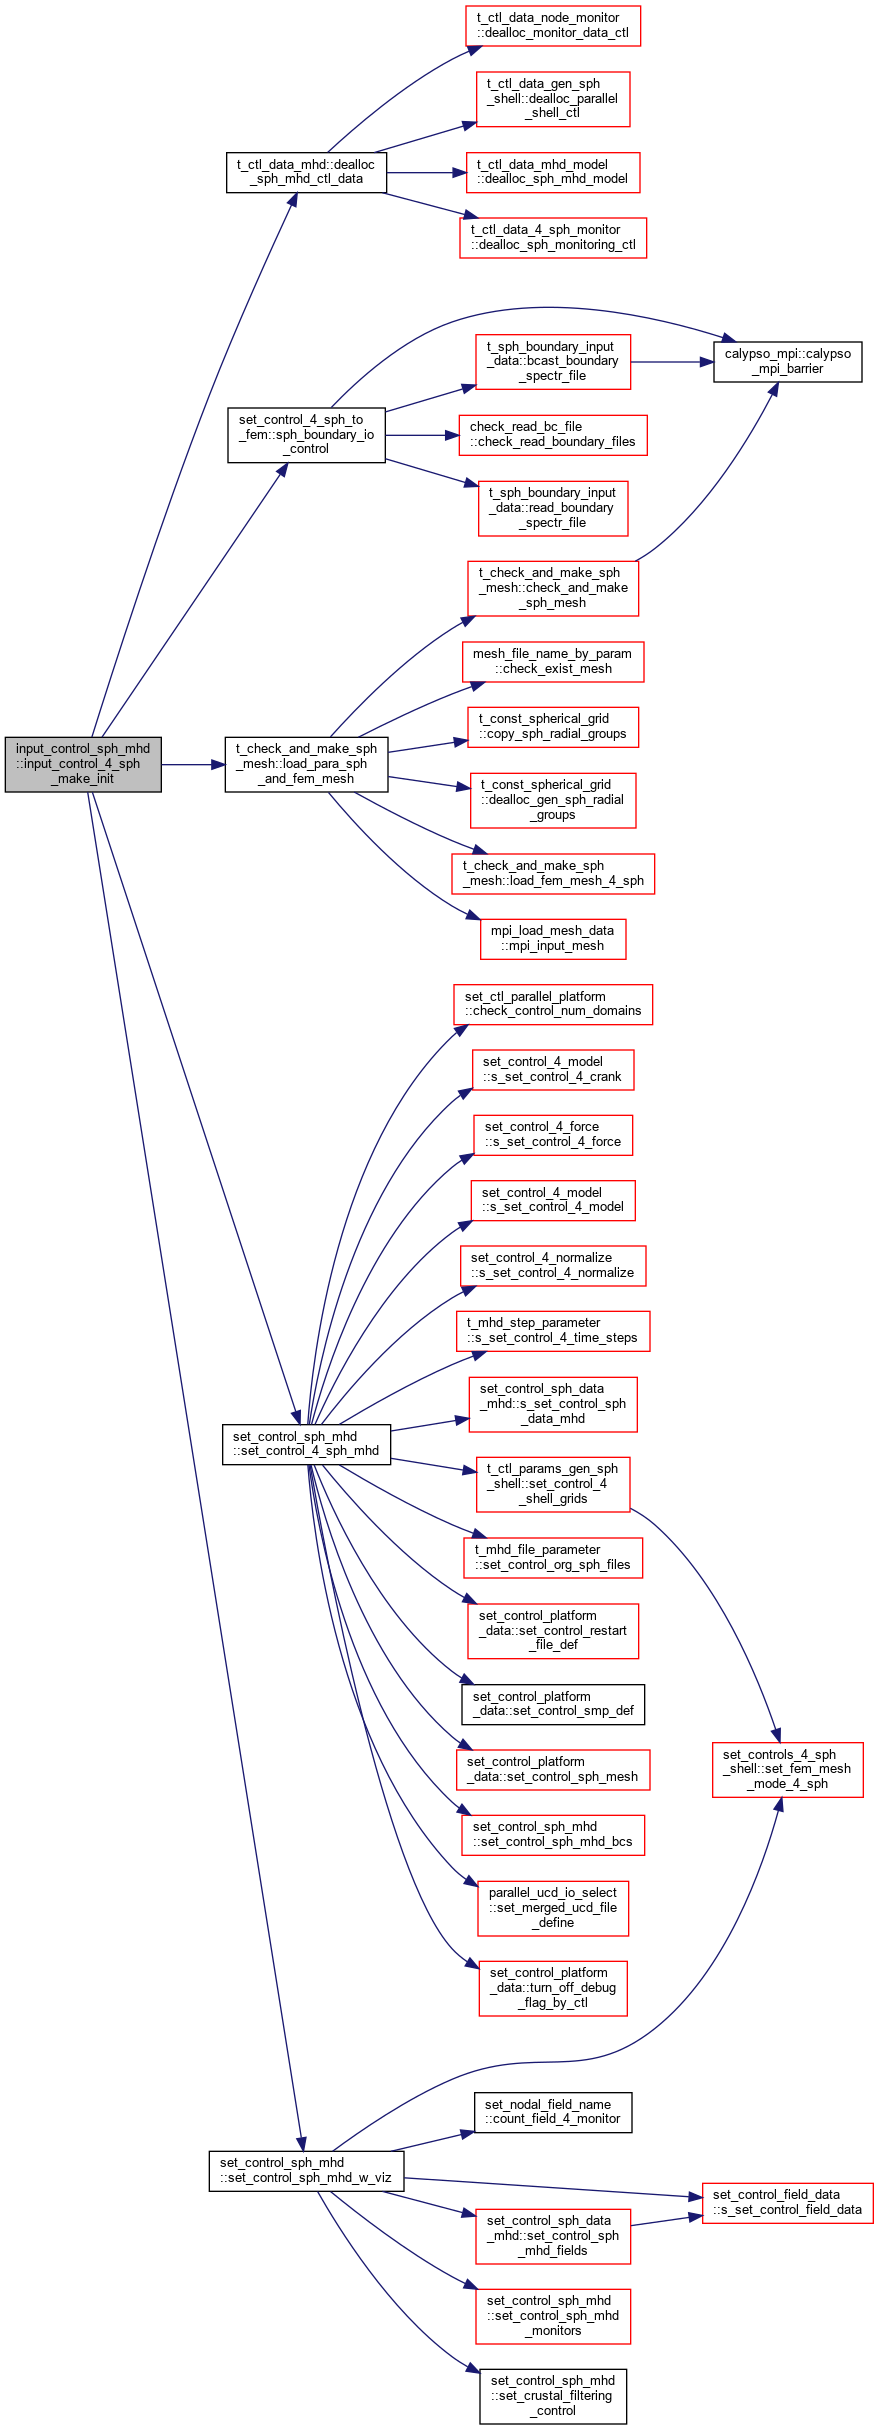 t_ctl_data_node_monitor
::dealloc_monitor_data_ctl
t_ctl_data_gen_sph
_shell::dealloc_parallel
_shell_ctl
t_ctl_data_mhd::dealloc
_sph_mhd_ctl_data
t_ctl_data_mhd_model
::dealloc_sph_mhd_model
t_ctl_data_4_sph_monitor
::dealloc_sph_monitoring_ctl
t_sph_boundary_input
_data::bcast_boundary
_spectr_file
calypso_mpi::calypso
_mpi_barrier
set_control_4_sph_to
_fem::sph_boundary_io
_control
check_read_bc_file
::check_read_boundary_files
t_sph_boundary_input
_data::read_boundary
_spectr_file
t_check_and_make_sph
_mesh::check_and_make
_sph_mesh
mesh_file_name_by_param
::check_exist_mesh
t_const_spherical_grid
::copy_sph_radial_groups
input_control_sph_mhd
::input_control_4_sph
_make_init
t_check_and_make_sph
_mesh::load_para_sph
_and_fem_mesh
t_const_spherical_grid
::dealloc_gen_sph_radial
_groups
t_check_and_make_sph
_mesh::load_fem_mesh_4_sph
mpi_load_mesh_data
::mpi_input_mesh
set_ctl_parallel_platform
::check_control_num_domains
set_control_4_model
::s_set_control_4_crank
set_control_4_force
::s_set_control_4_force
set_control_4_model
::s_set_control_4_model
set_control_4_normalize
::s_set_control_4_normalize
t_mhd_step_parameter
::s_set_control_4_time_steps
set_control_sph_data
_mhd::s_set_control_sph
_data_mhd
set_control_sph_mhd
::set_control_4_sph_mhd
t_ctl_params_gen_sph
_shell::set_control_4
_shell_grids
t_mhd_file_parameter
::set_control_org_sph_files
set_control_platform
_data::set_control_restart
_file_def
set_control_platform
_data::set_control_smp_def
set_control_platform
_data::set_control_sph_mesh
set_controls_4_sph
_shell::set_fem_mesh
_mode_4_sph
set_control_sph_mhd
::set_control_sph_mhd_bcs
parallel_ucd_io_select
::set_merged_ucd_file
_define
set_control_platform
_data::turn_off_debug
_flag_by_ctl
set_nodal_field_name
::count_field_4_monitor
set_control_sph_mhd
::set_control_sph_mhd_w_viz
set_control_field_data
::s_set_control_field_data
set_control_sph_data
_mhd::set_control_sph
_mhd_fields
set_control_sph_mhd
::set_control_sph_mhd
_monitors
set_control_sph_mhd
::set_crustal_filtering
_control